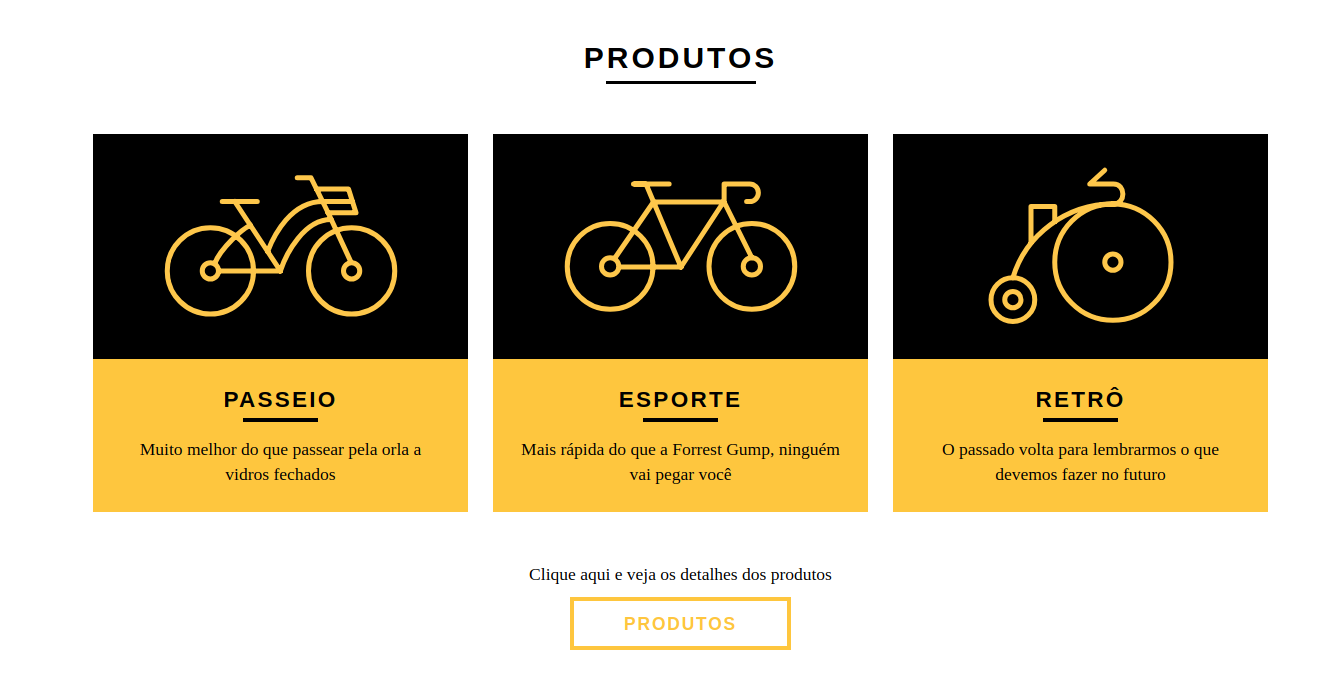 PRODUTOS
PASSEIO
Muito melhor do que passear pela orla a
vidros fechados
ESPORTE
Mais rápida do que a Forrest Gump, ninguém
vai pegar você
RETRÔ
O passado volta para lembrarmos o que
devemos fazer no futuro
Clique aqui e veja os detalhes dos produtos
PRODUTOS